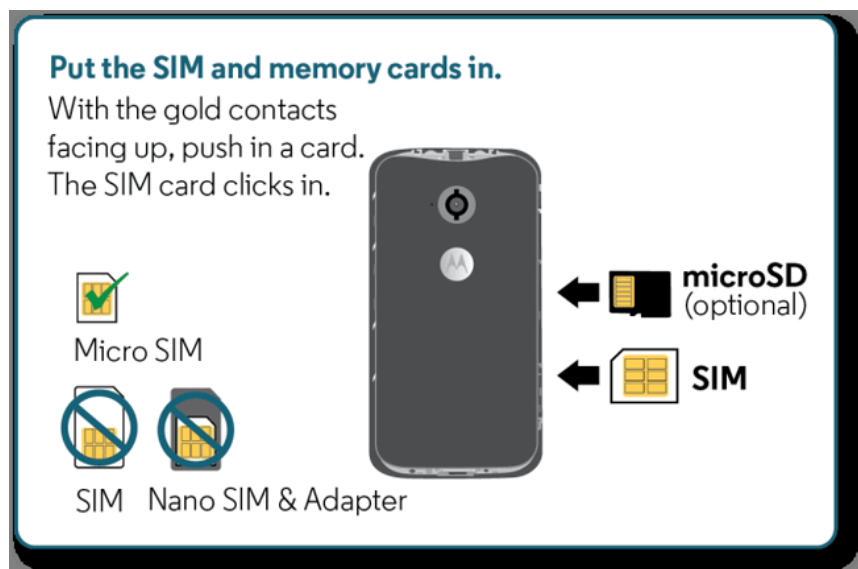 Put the SIM and memory cards in.
With the gold contacts
facing up, push in a card.
The SIM card clicks in.
microSD
(optional)
Micro SIM
SIM
SIM
Nano SIM & Adapter